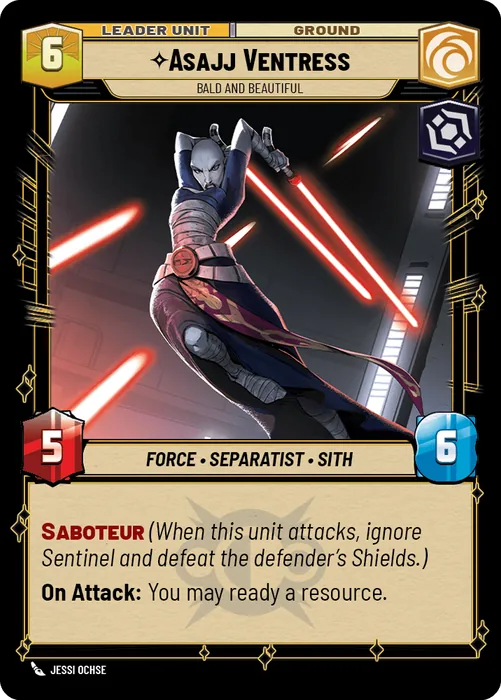 LEADER UNIT GROUND
6
ASAJJ VENTRESS
BALD AND BEAUTIFUL
5
FORCE • SEPARATIST • SITH
6
SABOTEUR (When this unit attacks, ignore
Sentinel and defeat the defender's Shields.)
On Attack: You may ready a resource.
JESSI OCHSE